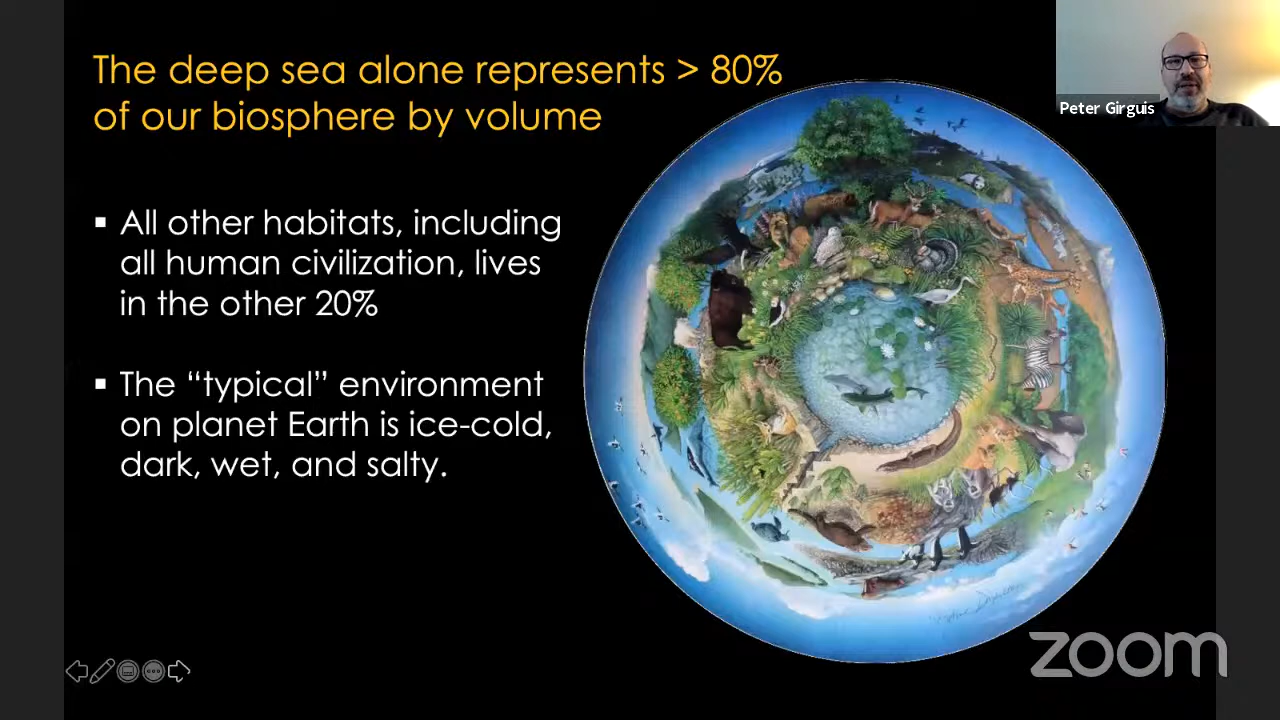 The deep sea alone represents > 80%
of our biosphere by volume
▪ All other habitats, including
all human civilization, lives
in the other 20%
▪ The “typical” environment
on planet Earth is ice-cold,
dark, wet, and salty.
Peter Girguis
zoom